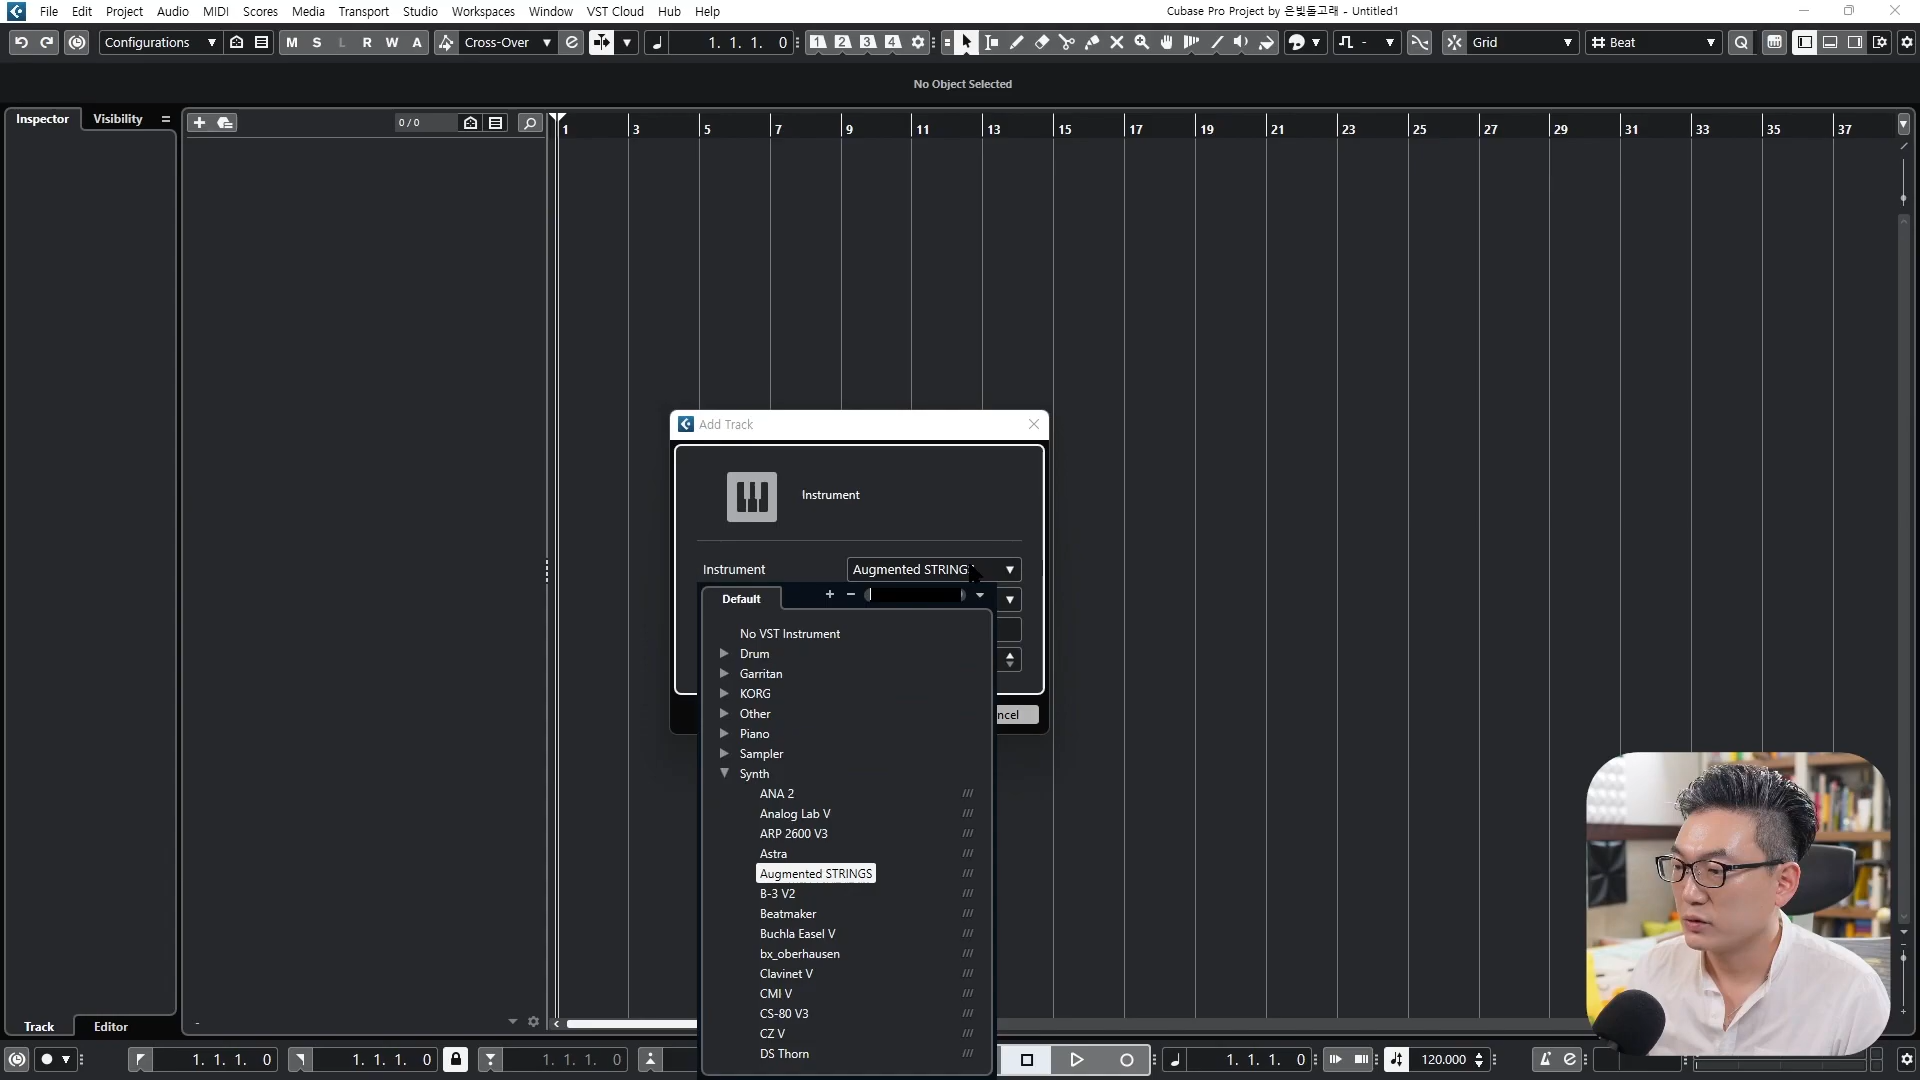 File Edit Project Audio MIDI Scores Media Transport Studio Workspaces Window VST Cloud Hub Help
Cubase Pro Project by 은빛돌고래 - Untitled1
Configurations M S L R W A Cross-Over 1. 1. 1. 0 1 2 3 4 Grid Beat
No Object Selected
Inspector Visibility 0 / 0
1 3 5 7 9 11 13 15 17 19 21 23 25 27 29 31 33 35 37
Add Track
Instrument
Instrument Augmented STRINGS
Default
No VST Instrument
Drum
Garritan
KORG
Other
ncel
Piano
Sampler
Synth
ANA 2
Analog Lab V
ARP 2600 V3
Astra
Augmented STRINGS
B-3 V2
Beatmaker
Buchla Easel V
bx_oberhausen
Clavinet V
CMI V
CS-80 V3
CZ V
DS Thorn
Track Editor
1. 1. 1. 0 1. 1. 1. 0 1. 1. 1. 0 1. 1. 1. 0 120.000